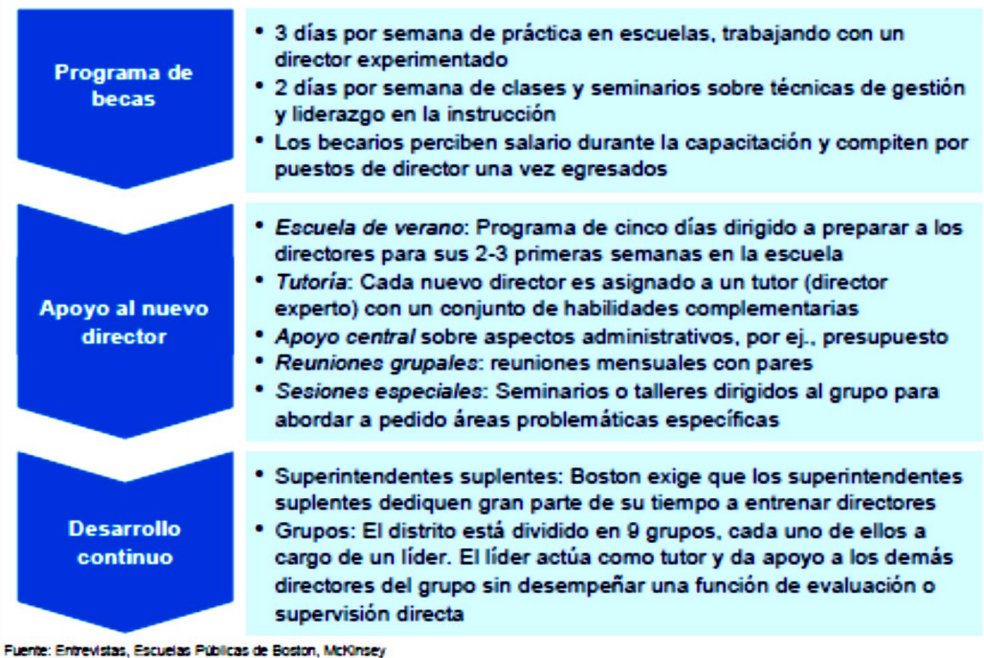 Programa de
becas
• 3 días por semana de práctica en escuelas, trabajando con un
director experimentado
• 2 días por semana de clases y seminarios sobre técnicas de gestión
y liderazgo en la instrucción
• Los becarios perciben salario durante la capacitación y compiten por
puestos de director una vez egresados
Apoyo al nuevo
director
• Escuela de verano: Programa de cinco días dirigido a preparar a los
directores para sus 2-3 primeras semanas en la escuela
• Tutoría: Cada nuevo director es asignado a un tutor (director
experto) con un conjunto de habilidades complementarias
• Apoyo central sobre aspectos administrativos, por ej., presupuesto
• Reuniones grupales: reuniones mensuales con pares
• Sesiones especiales: Seminarios o talleres dirigidos al grupo para
abordar a pedido áreas problemáticas específicas
Desarrollo
continuo
• Superintendentes suplentes: Boston exige que los superintendentes
suplentes dediquen gran parte de su tiempo a entrenar directores
• Grupos: El distrito está dividido en 9 grupos, cada uno de ellos a
cargo de un líder. El líder actúa como tutor y da apoyo a los demás
directores del grupo sin desempeñar una función de evaluación o
supervisión directa
Fuente: Entrevistas, Escuelas Públicas de Boston, McKinsey